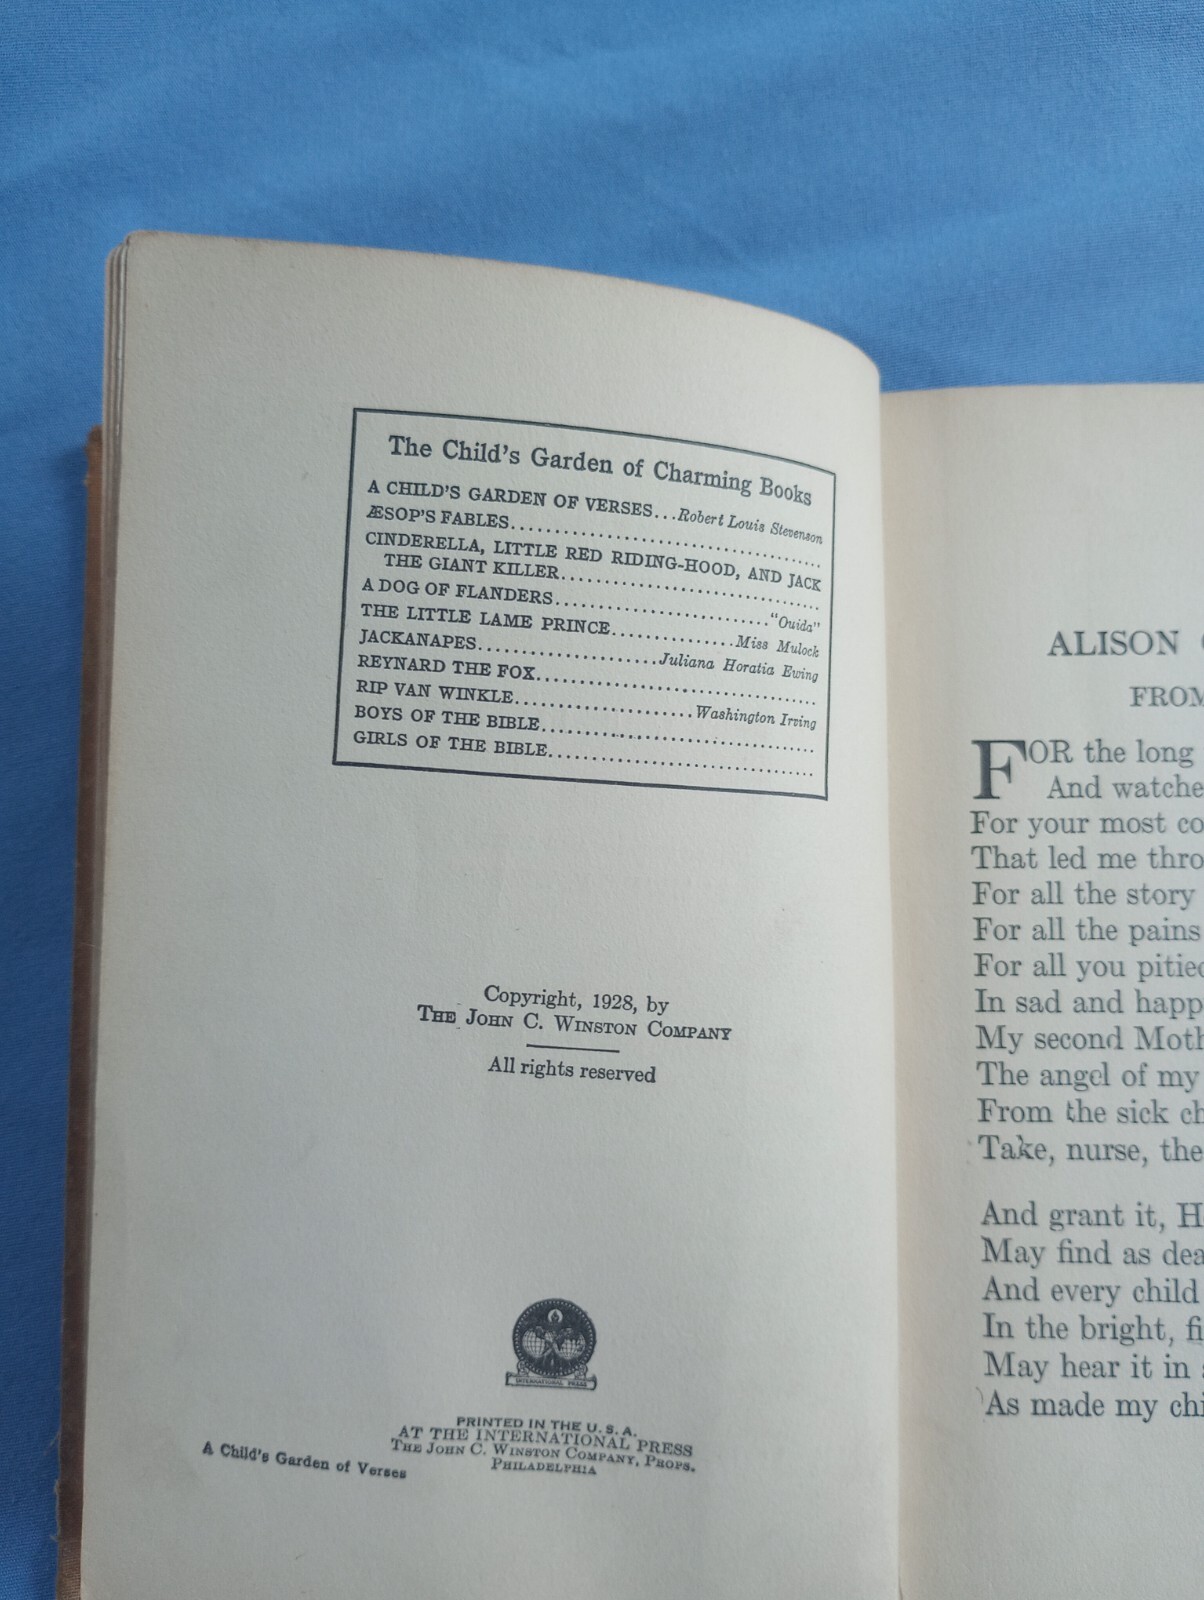 The Child's Garden of Charming Books
A CHILD'S GARDEN OF VERSES...Robert Louis Stevenson
ÆSOP'S FABLES........................................
CINDERELLA, LITTLE RED RIDING-HOOD, AND JACK
THE GIANT KILLER.................................
A DOG OF FLANDERS..........................."Ouida"
THE LITTLE LAME PRINCE...............Miss Mulock
JACKANAPES......................Juliana Horatia Ewing
REYNARD THE FOX...................................
RIP VAN WINKLE......................Washington Irving
BOYS OF THE BIBLE..................................
GIRLS OF THE BIBLE.................................
Copyright, 1928, by
THE JOHN C. WINSTON COMPANY
All rights reserved
INTERNATIONAL PRESS
PRINTED IN THE U.S.A.
AT THE INTERNATIONAL PRESS
THE JOHN C. WINSTON COMPANY, PROPS.
PHILADELPHIA
A Child's Garden of Verses
ALISON
FROM
FOR the long
And watche
For your most co
That led me thro
For all the story
For all the pains
For all you pitied
In sad and happ
My second Moth
The angel of my
From the sick ch
Take, nurse, the
And grant it, H
May find as dea
And every child
In the bright, fi
May hear it in
As made my chi